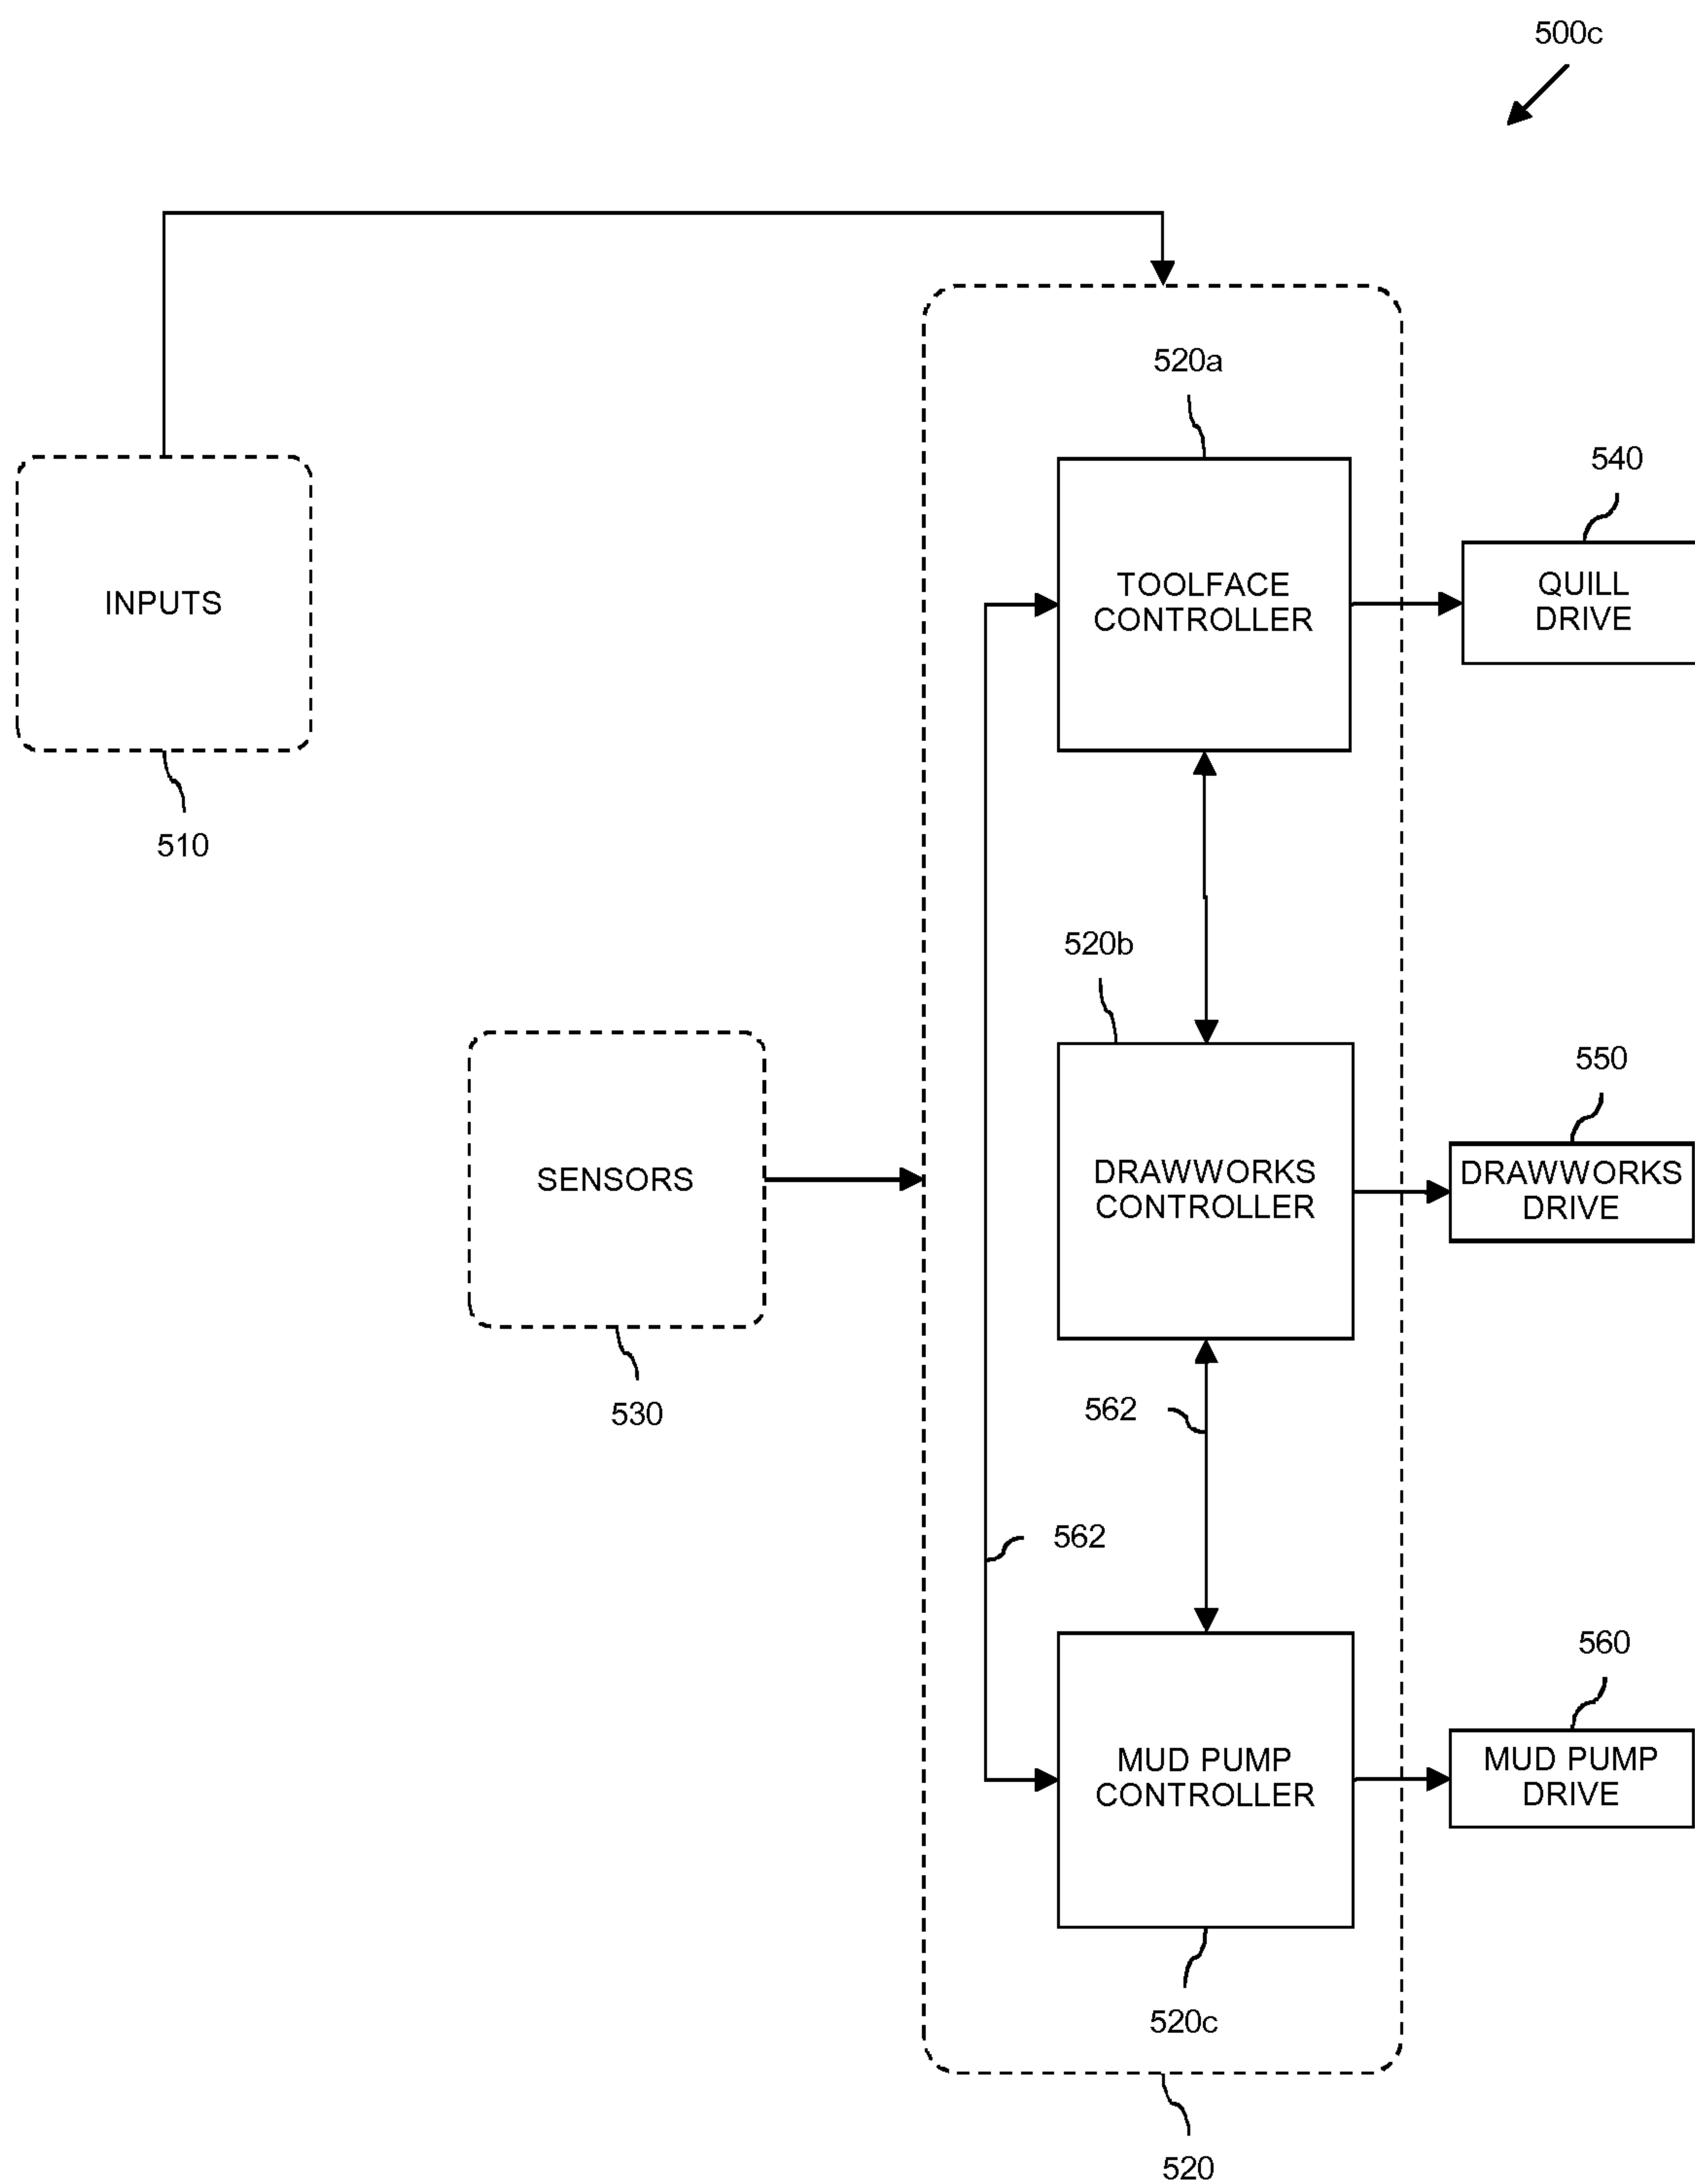 500c
520a
540
INPUTS
TOOLFACE
CONTROLLER
QUILL
DRIVE
510
520b
550
SENSORS
DRAWWORKS
CONTROLLER
DRAWWORKS
DRIVE
530
562
562
560
MUD PUMP
CONTROLLER
MUD PUMP
DRIVE
520c
520